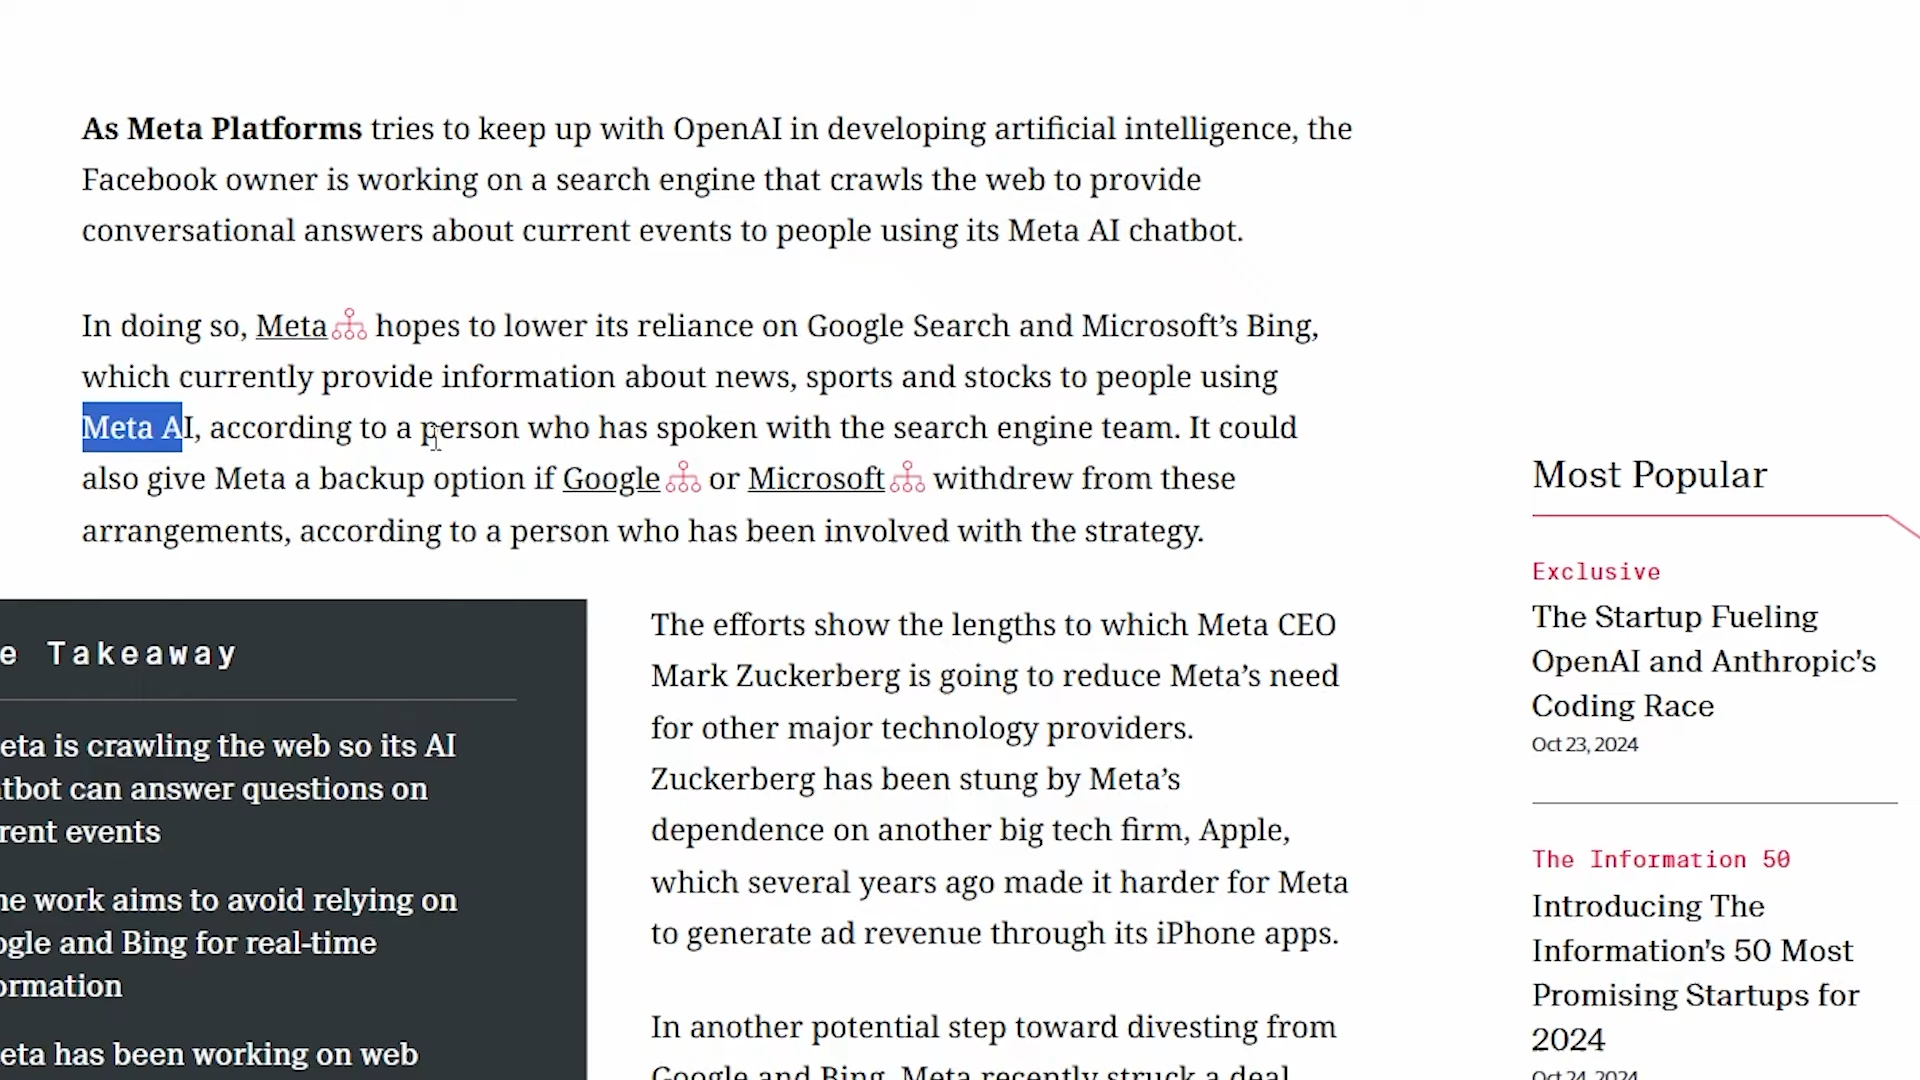 As Meta Platforms tries to keep up with OpenAI in developing artificial intelligence, the
Facebook owner is working on a search engine that crawls the web to provide
conversational answers about current events to people using its Meta AI chatbot.
In doing so, Meta hopes to lower its reliance on Google Search and Microsoft’s Bing,
which currently provide information about news, sports and stocks to people using
Meta AI, according to a person who has spoken with the search engine team. It could
also give Meta a backup option if Google or Microsoft withdrew from these
arrangements, according to a person who has been involved with the strategy.
e Takeaway
eta is crawling the web so its AI
tbot can answer questions on
rent events
he work aims to avoid relying on
ogle and Bing for real-time
ormation
eta has been working on web
The efforts show the lengths to which Meta CEO
Mark Zuckerberg is going to reduce Meta’s need
for other major technology providers.
Zuckerberg has been stung by Meta’s
dependence on another big tech firm, Apple,
which several years ago made it harder for Meta
to generate ad revenue through its iPhone apps.
In another potential step toward divesting from
Google and Bing, Meta recently struck a deal
Most Popular
Exclusive
The Startup Fueling
OpenAI and Anthropic’s
Coding Race
Oct 23, 2024
The Information 50
Introducing The
Information’s 50 Most
Promising Startups for
2024
Oct 24, 2024